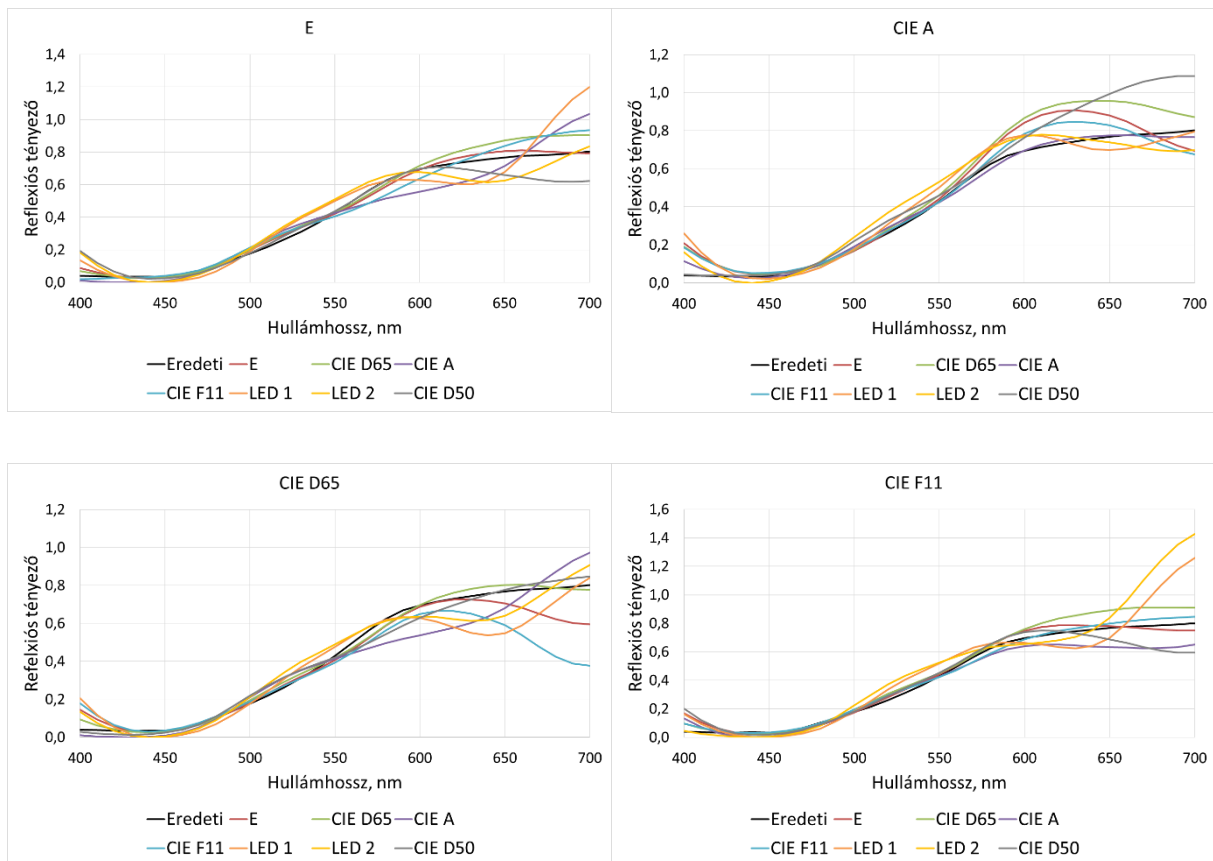 E
1,4
1,2
1,0
0,8
0,6
0,4
0,2
0,0
Reflexiós tényező
400 450 500 550 600 650 700
Hullámhossz, nm
Eredeti E CIE D65 CIE A
CIE F11 LED 1 LED 2 CIE D50
CIE A
1,2
1,0
0,8
0,6
0,4
0,2
0,0
Reflexiós tényező
400 450 500 550 600 650 700
Hullámhossz, nm
Eredeti E CIE D65 CIE A
CIE F11 LED 1 LED 2 CIE D50
CIE D65
1,2
1,0
0,8
0,6
0,4
0,2
0,0
Refelxiós tényező
400 450 500 550 600 650 700
Hullámhossz, nm
Eredeti E CIE D65 CIE A
CIE F11 LED 1 LED 2 CIE D50
CIE F11
1,6
1,4
1,2
1,0
0,8
0,6
0,4
0,2
0,0
Reflexiós tényező
400 450 500 550 600 650 700
Hullámhossz, nm
Eredeti E CIE D65 CIE A
CIE F11 LED 1 LED 2 CIE D50